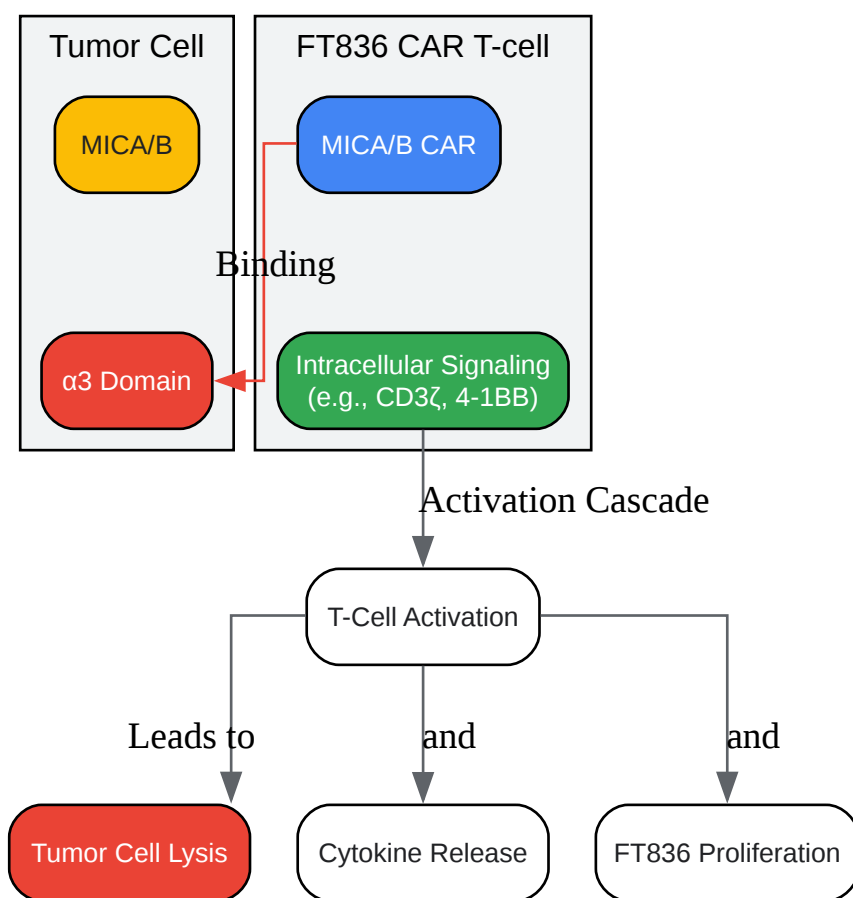 Tumor Cell
FT836 CAR T-cell
MICA/B
MICA/B CAR
Binding
α3 Domain
Intracellular Signaling
(e.g., CD3ζ, 4-1BB)
Activation Cascade
T-Cell Activation
Leads to
and
and
Tumor Cell Lysis
Cytokine Release
FT836 Proliferation